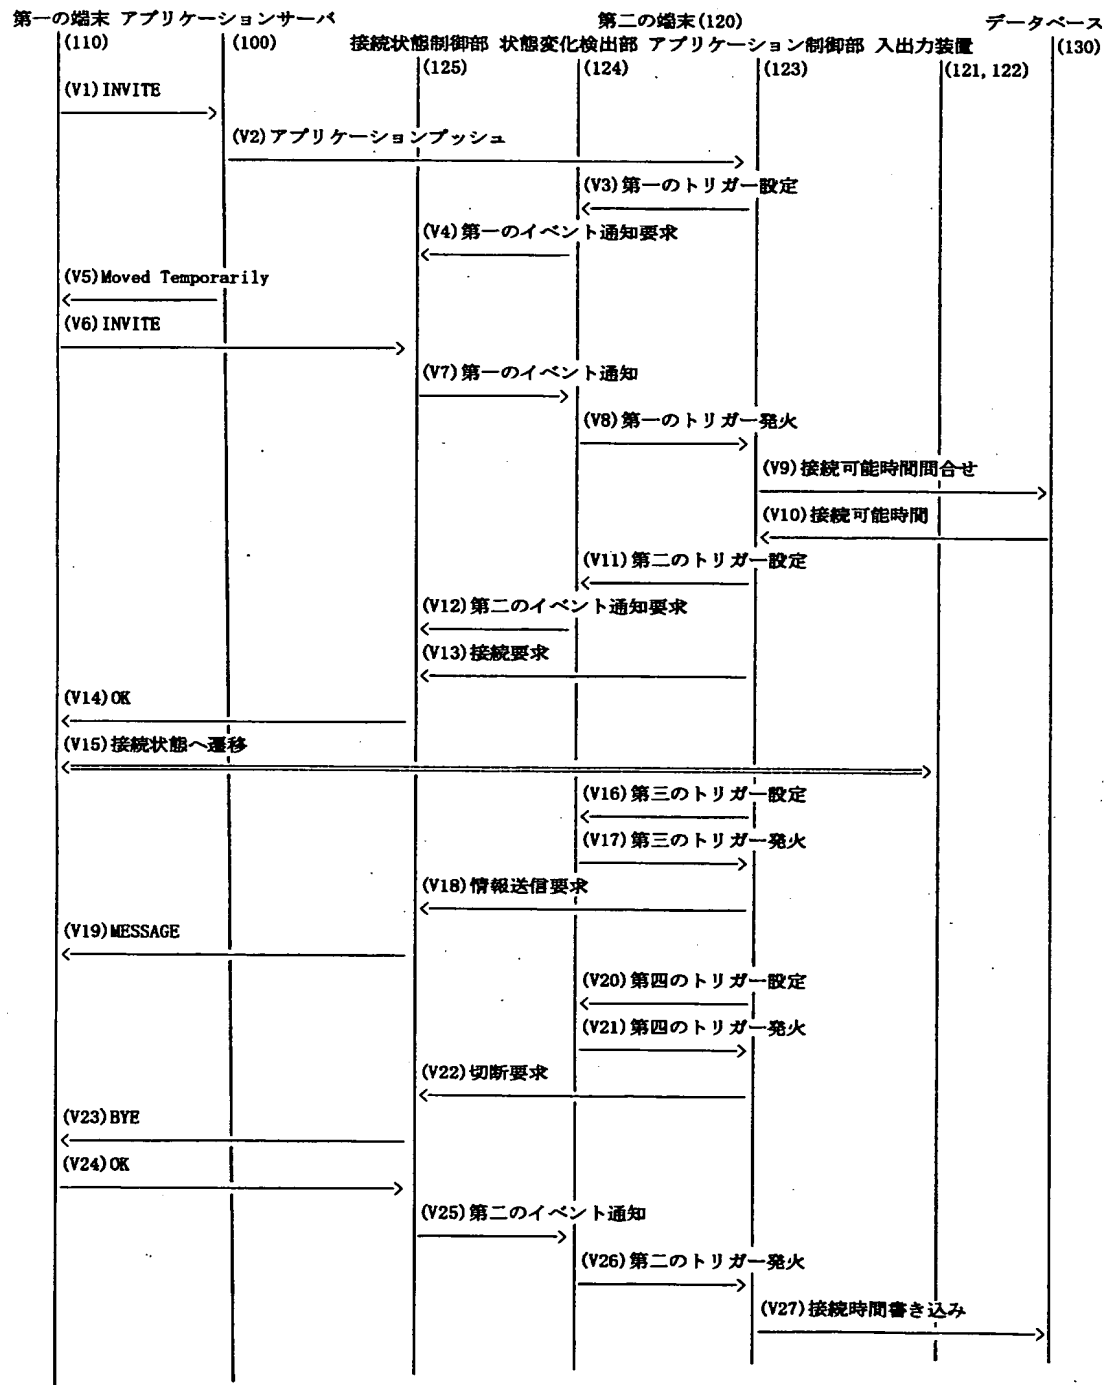 第一の端末 アプリケーションサーバ 第二の端末(120) データベース
(110) (100) 接続状態制御部 状態変化検出部 アプリケーション制御部 入出力装置 (130)
(125) (124) (123) (121,122)
(V1)INVITE
(V2)アプリケーションプッシュ
(V3)第一のトリガー設定
(V4)第一のイベント通知要求
(V5)Moved Temporarily
(V6)INVITE
(V7)第一のイベント通知
(V8)第一のトリガー発火
(V9)接続可能時間問合せ
(V10)接続可能時間
(V11)第二のトリガー設定
(V12)第二のイベント通知要求
(V13)接続要求
(V14)OK
(V15)接続状態へ遷移
(V16)第三のトリガー設定
(V17)第三のトリガー発火
(V18)情報送信要求
(V19)MESSAGE
(V20)第四のトリガー設定
(V21)第四のトリガー発火
(V22)切断要求
(V23)BYE
(V24)OK
(V25)第二のイベント通知
(V26)第二のトリガー発火
(V27)接続時間書き込み